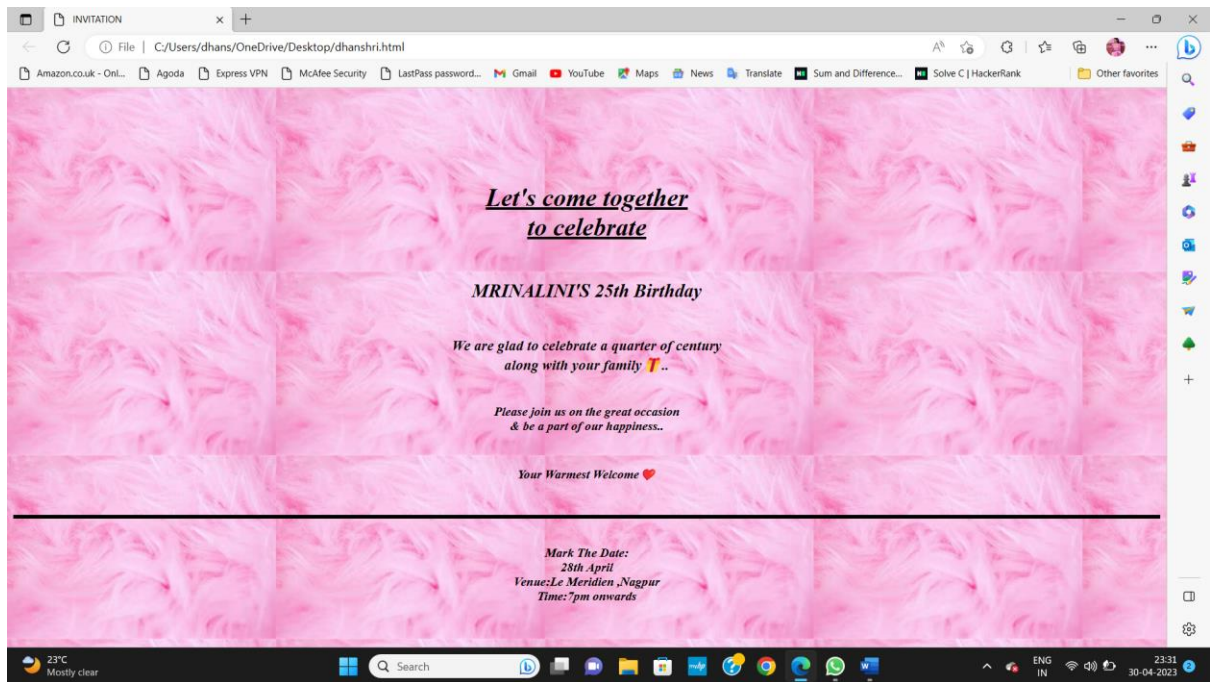 INVITATION
File | C:/Users/dhans/OneDrive/Desktop/dhanshri.html
Amazon.co.uk - Onl... Agoda Express VPN McAfee Security LastPass password... Gmail YouTube Maps News Translate Sum and Difference... Solve C | HackerRank Other favorites
Let's come together
to celebrate
MRINALINI'S 25th Birthday
We are glad to celebrate a quarter of century
along with your family 🎁 ..
Please join us on the great occasion
& be a part of our happiness..
Your Warmest Welcome ❤
Mark The Date:
28th April
Venue:Le Meridien ,Nagpur
Time:7pm onwards
23°C
Mostly clear
Search
ENG
IN
23:31
30-04-2023
2